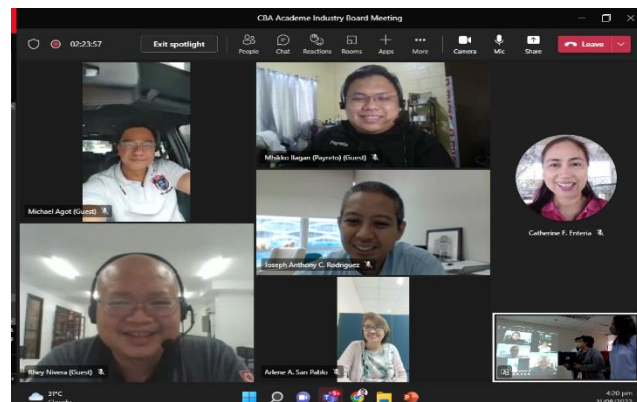 CBA Academe Industry Board Meeting
02:23:57
Exit spotlight
People
Chat
Reactions
Rooms
Apps
More
Camera
Mic
Share
Leave
Michael Agot (Guest)
Mhikko Ilagan (Payreto) (Guest)
Catherine F. Enteria
Joseph Anthony C. Rodriguez
Rhey Nivera (Guest)
Arlene A. San Pablo
31°C
Cloudy
4:20 pm